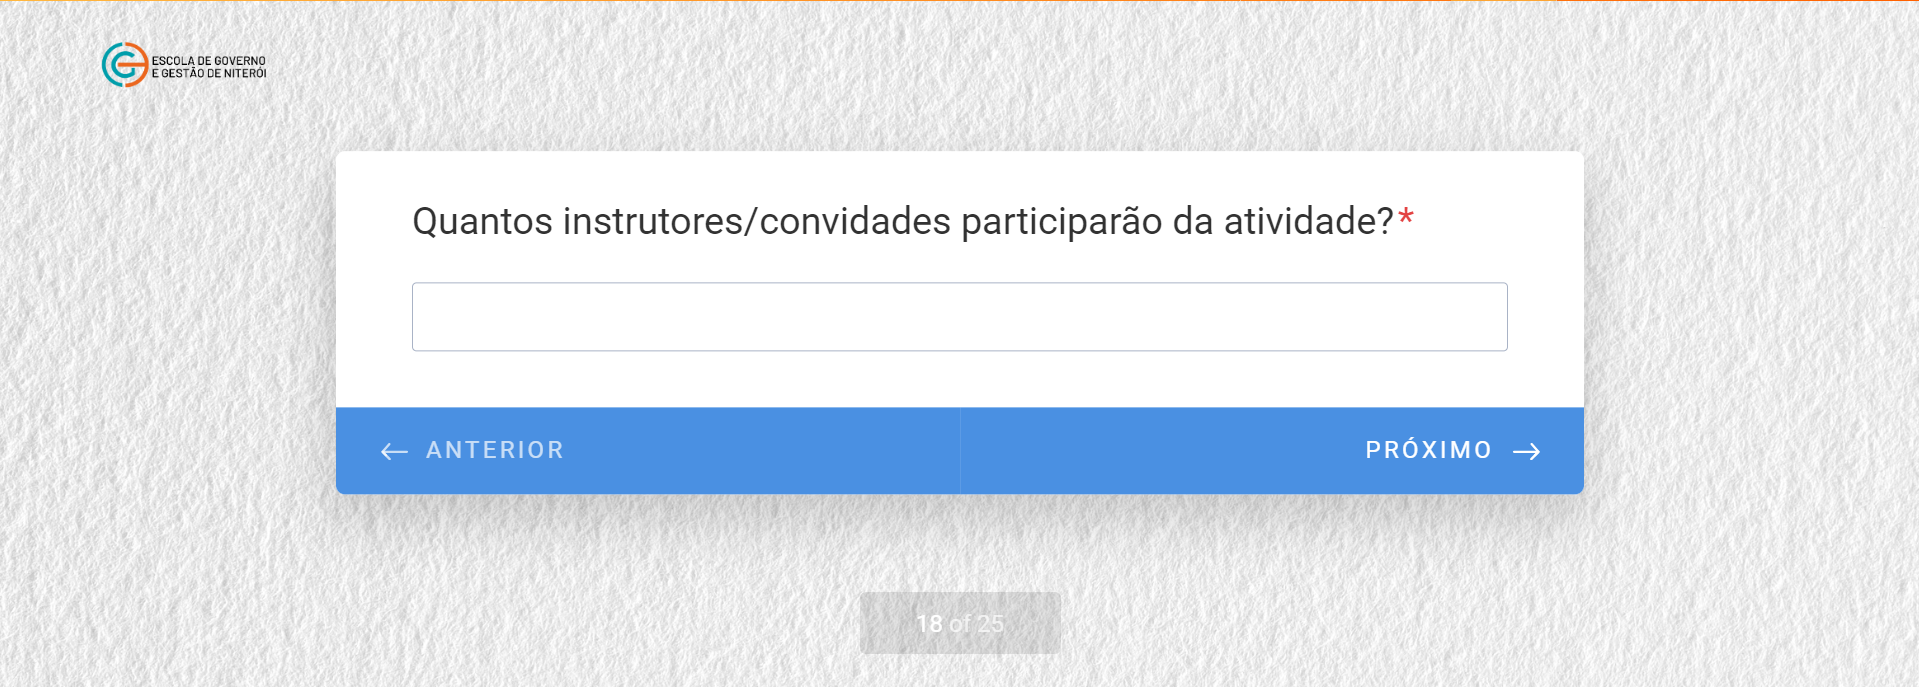 ESCOLA DE GOVERNO
E GESTÃO DE NITERÓI
Quantos instrutores/convidades participarão da atividade?*
ANTERIOR
PRÓXIMO
18 of 25